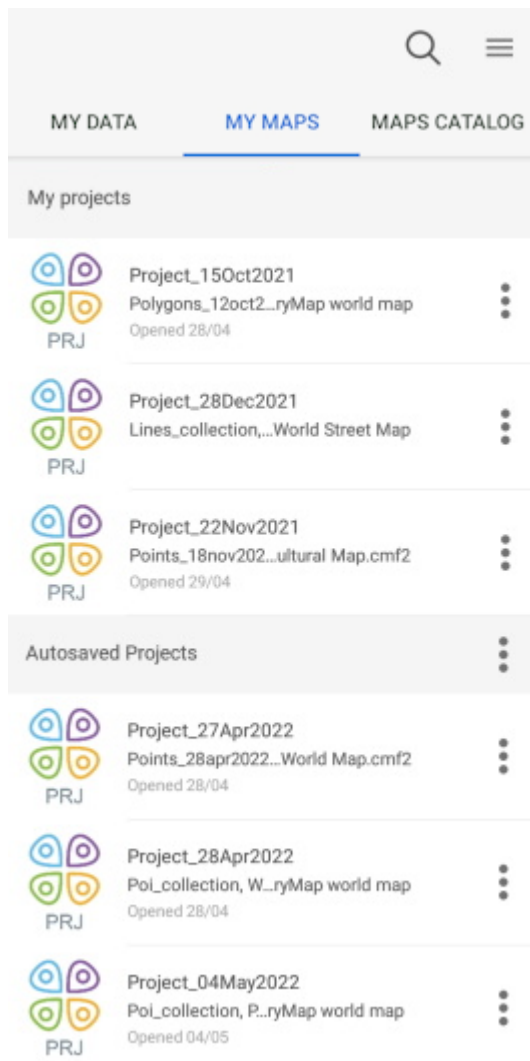 MY DATA MY MAPS MAPS CATALOG
My projects
Project_15Oct2021
Polygons_12oct2...ryMap world map
Opened 28/04
PRJ
Project_28Dec2021
Lines_collection,...World Street Map
PRJ
Project_22Nov2021
Points_18nov202...ultural Map.cmf2
Opened 29/04
PRJ
Autosaved Projects
Project_27Apr2022
Points_28apr2022...World Map.cmf2
Opened 28/04
PRJ
Project_28Apr2022
Poi_collection, W...ryMap world map
Opened 28/04
PRJ
Project_04May2022
Poi_collection, P...ryMap world map
Opened 04/05
PRJ